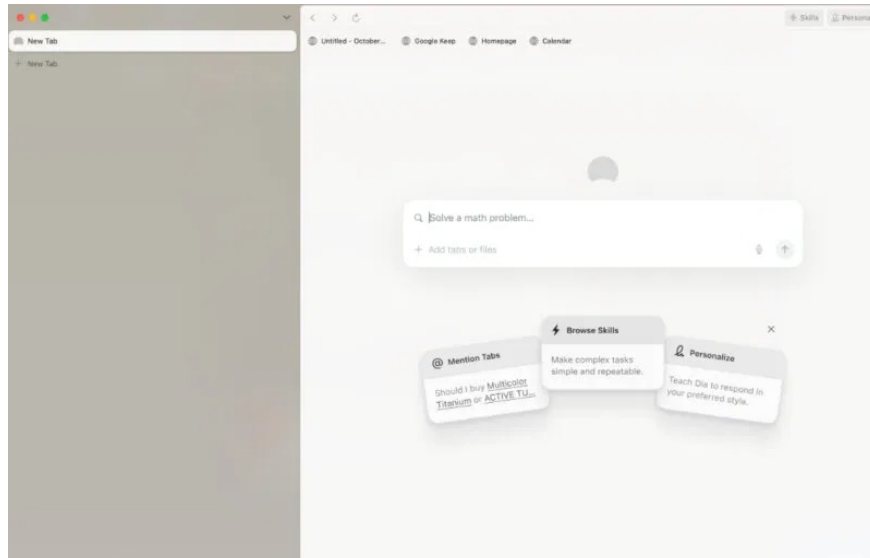 Skills
Persona
New Tab
Untitled - October...
Google Keep
Homepage
Calendar
+ New Tab
Solve a math problem...
+ Add tabs or files
Browse Skills
Make complex tasks
simple and repeatable.
@ Mention Tabs
Should I buy Multicolor
Titanium or ACTIVE TU...
Personalize
Teach Dia to respond in
your preferred style.